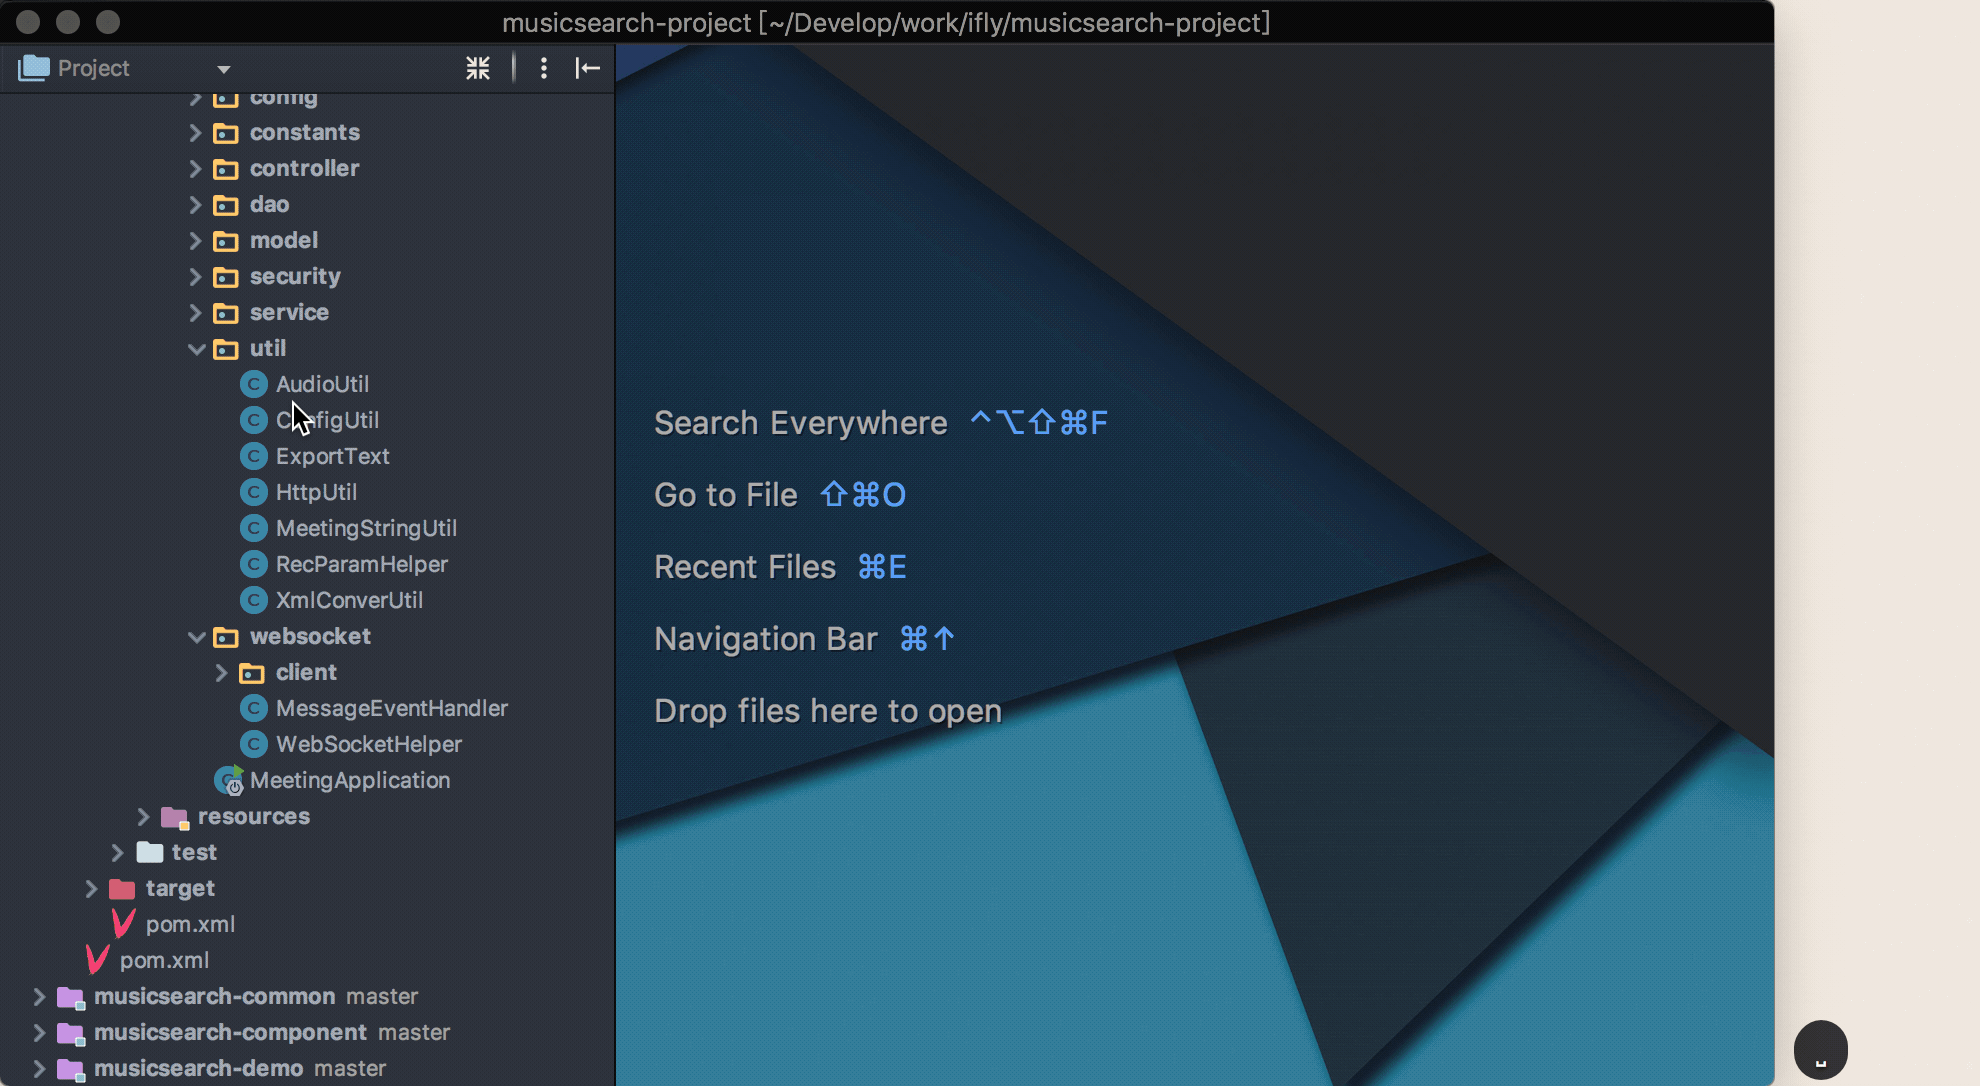 musicsearch-project [~/Develop/work/ifly/musicsearch-project]
Project
config
constants
controller
dao
model
security
service
util
AudioUtil
ConfigUtil
ExportText
HttpUtil
MeetingStringUtil
RecParamHelper
XmlConverUtil
websocket
client
MessageEventHandler
WebSocketHelper
MeetingApplication
resources
test
target
pom.xml
pom.xml
musicsearch-common master
musicsearch-component master
musicsearch-demo master
Search Everywhere ⌃⌥⇧⌘F
Go to File ⇧⌘O
Recent Files ⌘E
Navigation Bar ⌘↑
Drop files here to open